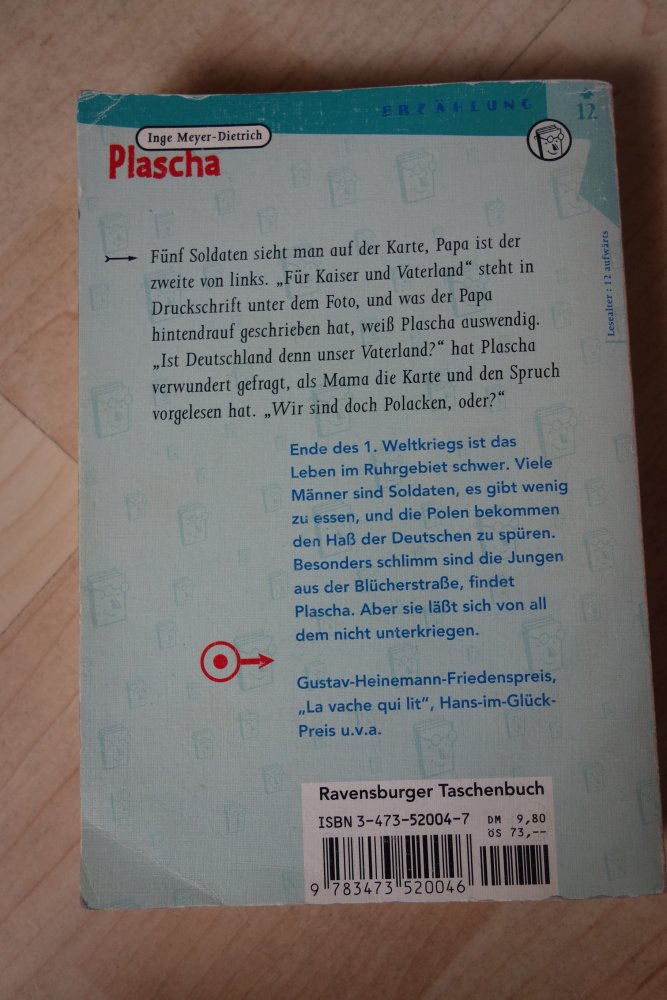 ERZÄHLUNG
12
Inge Meyer-Dietrich
Plascha
Fünf Soldaten sieht man auf der Karte, Papa ist der
zweite von links. „Für Kaiser und Vaterland“ steht in
Druckschrift unter dem Foto, und was der Papa
hintendrauf geschrieben hat, weiß Plascha auswendig.
„Ist Deutschland denn unser Vaterland?“ hat Plascha
verwundert gefragt, als Mama die Karte und den Spruch
vorgelesen hat. „Wir sind doch Polacken, oder?“
Lesealter: 12 aufwärts
Ende des 1. Weltkriegs ist das
Leben im Ruhrgebiet schwer. Viele
Männer sind Soldaten, es gibt wenig
zu essen, und die Polen bekommen
den Haß der Deutschen zu spüren.
Besonders schlimm sind die Jungen
aus der Blücherstraße, findet
Plascha. Aber sie läßt sich von all
dem nicht unterkriegen.
Gustav-Heinemann-Friedenspreis,
„La vache qui lit“, Hans-im-Glück-
Preis u.v.a.
Ravensburger Taschenbuch
ISBN 3-473-52004-7 DM 9,80
ÖS 73,--
9 783473 520046